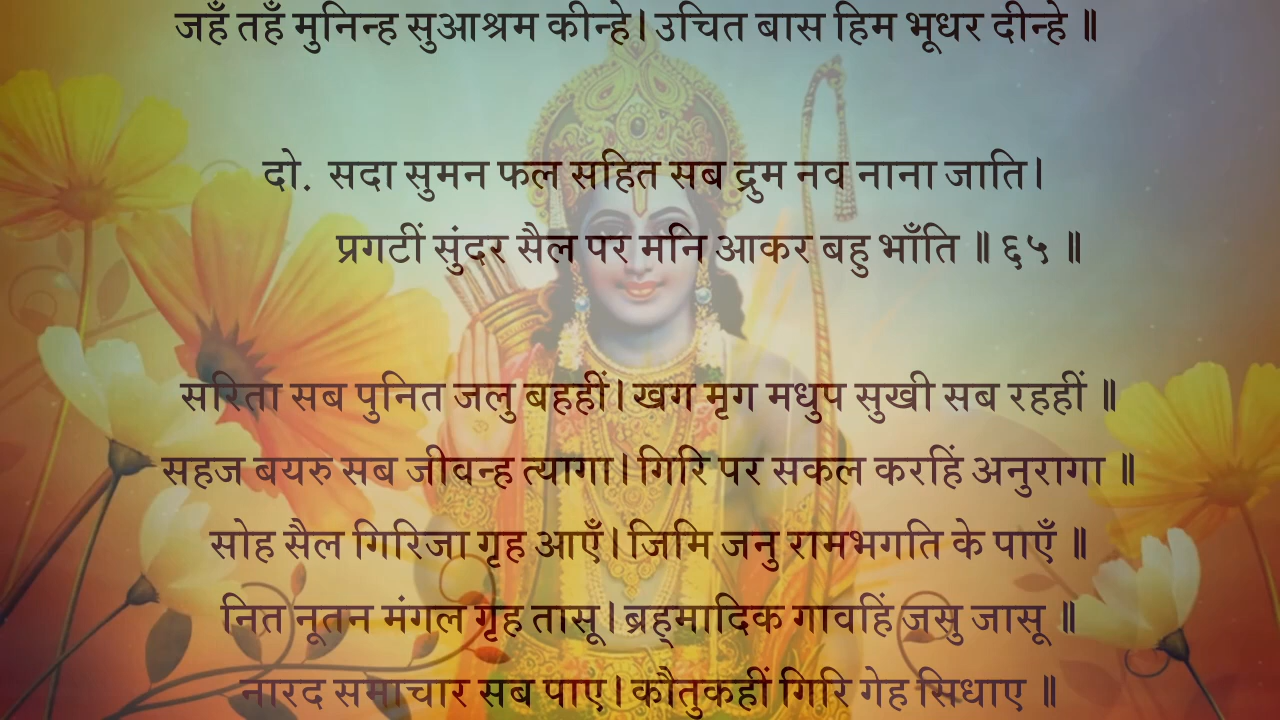 जहँ तहँ मुनिन्ह सुआश्रम कीन्हे। उचित बास हिम भूधर दीन्हे ॥
दो. सदा सुमन फल सहित सब द्रुम नव नाना जाति।
प्रगटीं सुंदर सैल पर मनि आकर बहु भाँति ॥ ६५ ॥
सरिता सब पुनित जलु बहहीं। खग मृग मधुप सुखी सब रहहीं ॥
सहज बयरु सब जीवन्ह त्यागा। गिरि पर सकल करहिं अनुरागा ॥
सोह सैल गिरिजा गृह आएँ। जिमि जनु रामभगति के पाएँ ॥
नित नूतन मंगल गृह तासू। ब्रह्मादिक गावहिं जसु जासू ॥
नारद समाचार सब पाए। कौतुकहीं गिरि गेह सिधाए ॥